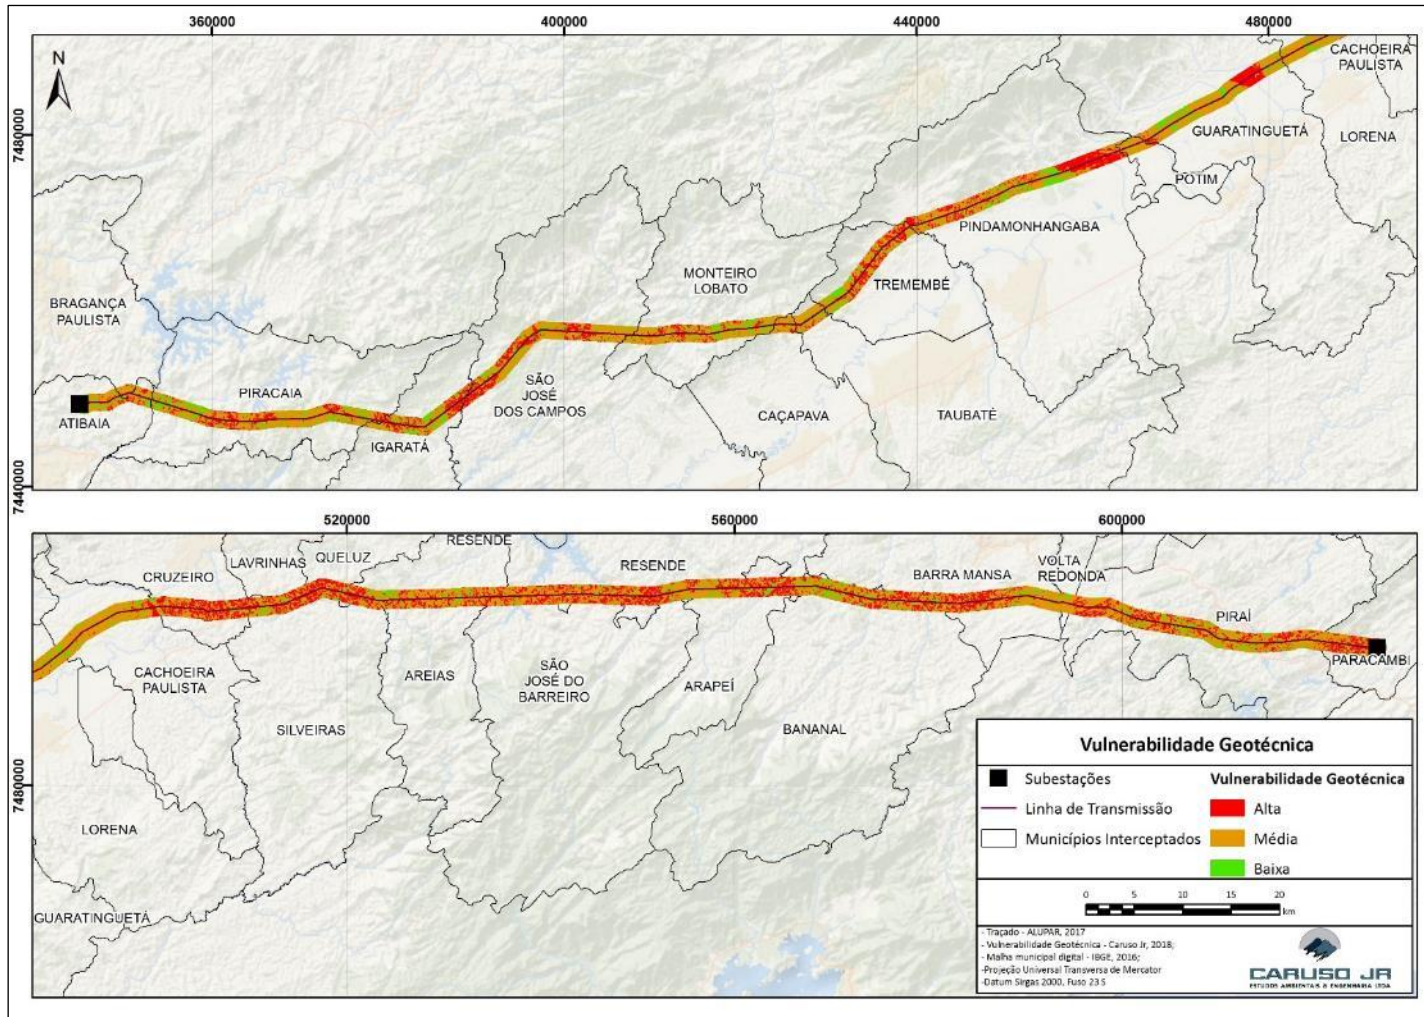 360000
400000
440000
480000
N
7480000
7440000
CACHOEIRA
PAULISTA
GUARATINGUETÁ
LORENA
POTIM
PINDAMONHANGABA
TREMEMBÉ
MONTEIRO
LOBATO
BRAGANÇA
PAULISTA
PIRACAIA
SÃO
JOSÉ
DOS CAMPOS
CAÇAPAVA
TAUBATÉ
ATIBAIA
IGARATÁ
520000
560000
600000
7480000
RESENDE
LAVRINHAS
QUELUZ
CRUZEIRO
RESENDE
BARRA MANSA
VOLTA
REDONDA
PIRAÍ
PARACAMBI
CACHOEIRA
PAULISTA
AREIAS
SÃO
JOSÉ DO
BARREIRO
ARAPEÍ
SILVEIRAS
BANANAL
LORENA
GUARATINGUETÁ
Vulnerabilidade Geotécnica
Subestações
Linha de Transmissão
Municípios Interceptados
Vulnerabilidade Geotécnica
Alta
Média
Baixa
0 5 10 15 20
km
- Traçado - ALUPAR, 2017
- Vulnerabilidade Geotécnica - Caruso Jr, 2018;
- Malha municipal digital - IBGE, 2016;
-Projeção Universal Transversa de Mercator
-Datum Sirgas 2000, Fuso 23 S
CARUSO JR
ESTUDOS AMBIENTAIS & ENGENHARIA LTDA